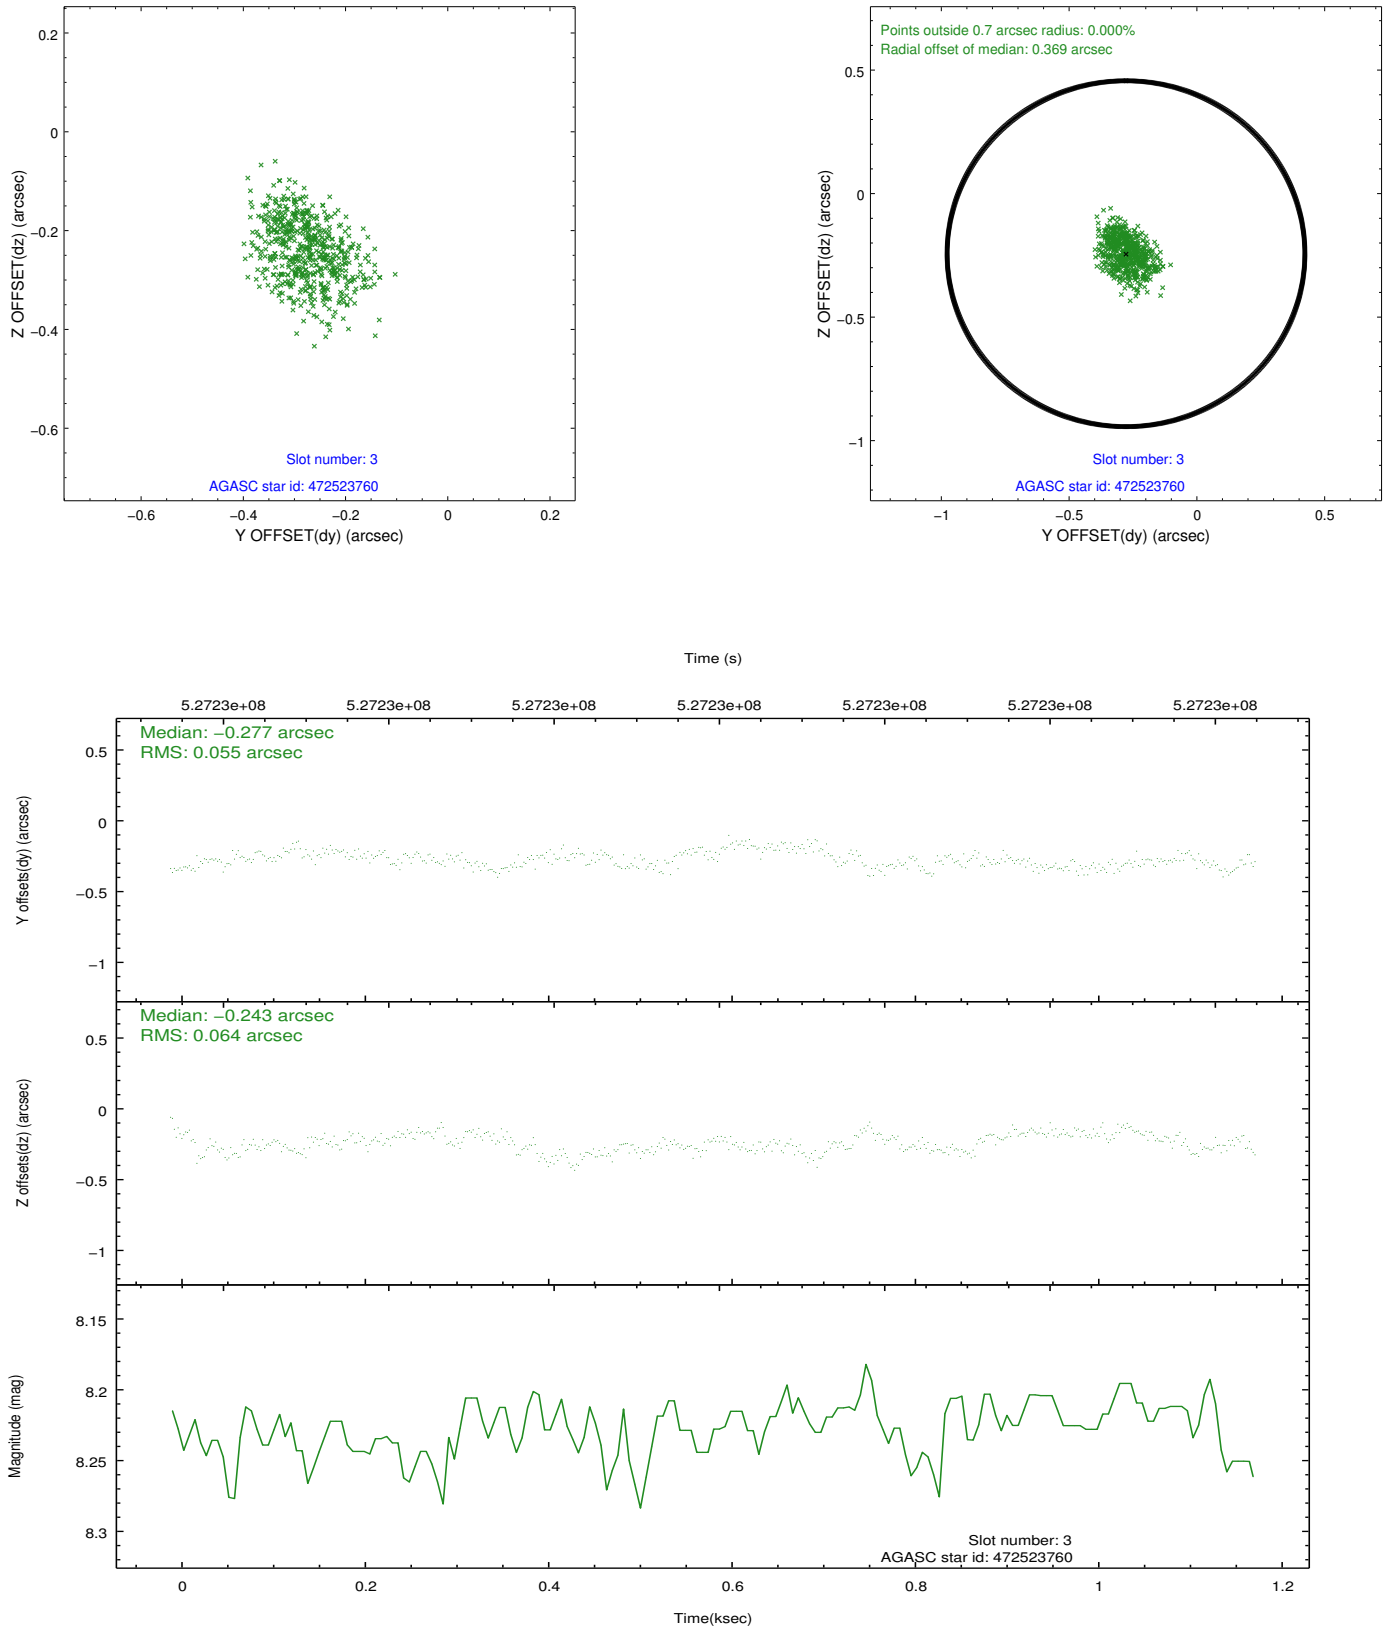 0.2
0
−0.2
−0.4
−0.6
Z OFFSET(dz) (arcsec)
Slot number: 3
AGASC star id: 472523760
−0.6
−0.4
−0.2
0
0.2
Y OFFSET(dy) (arcsec)
Points outside 0.7 arcsec radius: 0.000%
Radial offset of median: 0.369 arcsec
0.5
0
−0.5
−1
Z OFFSET(dz) (arcsec)
Slot number: 3
AGASC star id: 472523760
−1
−0.5
0
0.5
Y OFFSET(dy) (arcsec)
Time (s)
5.2723e+08
5.2723e+08
5.2723e+08
5.2723e+08
5.2723e+08
5.2723e+08
5.2723e+08
Median: −0.277 arcsec
RMS: 0.055 arcsec
0.5
0
−0.5
−1
Y offsets(dy) (arcsec)
Median: −0.243 arcsec
RMS: 0.064 arcsec
0.5
0
−0.5
−1
Z offsets(dz) (arcsec)
8.15
8.2
8.25
8.3
Magnitude (mag)
Slot number: 3
AGASC star id: 472523760
0
0.2
0.4
0.6
0.8
1
1.2
Time(ksec)